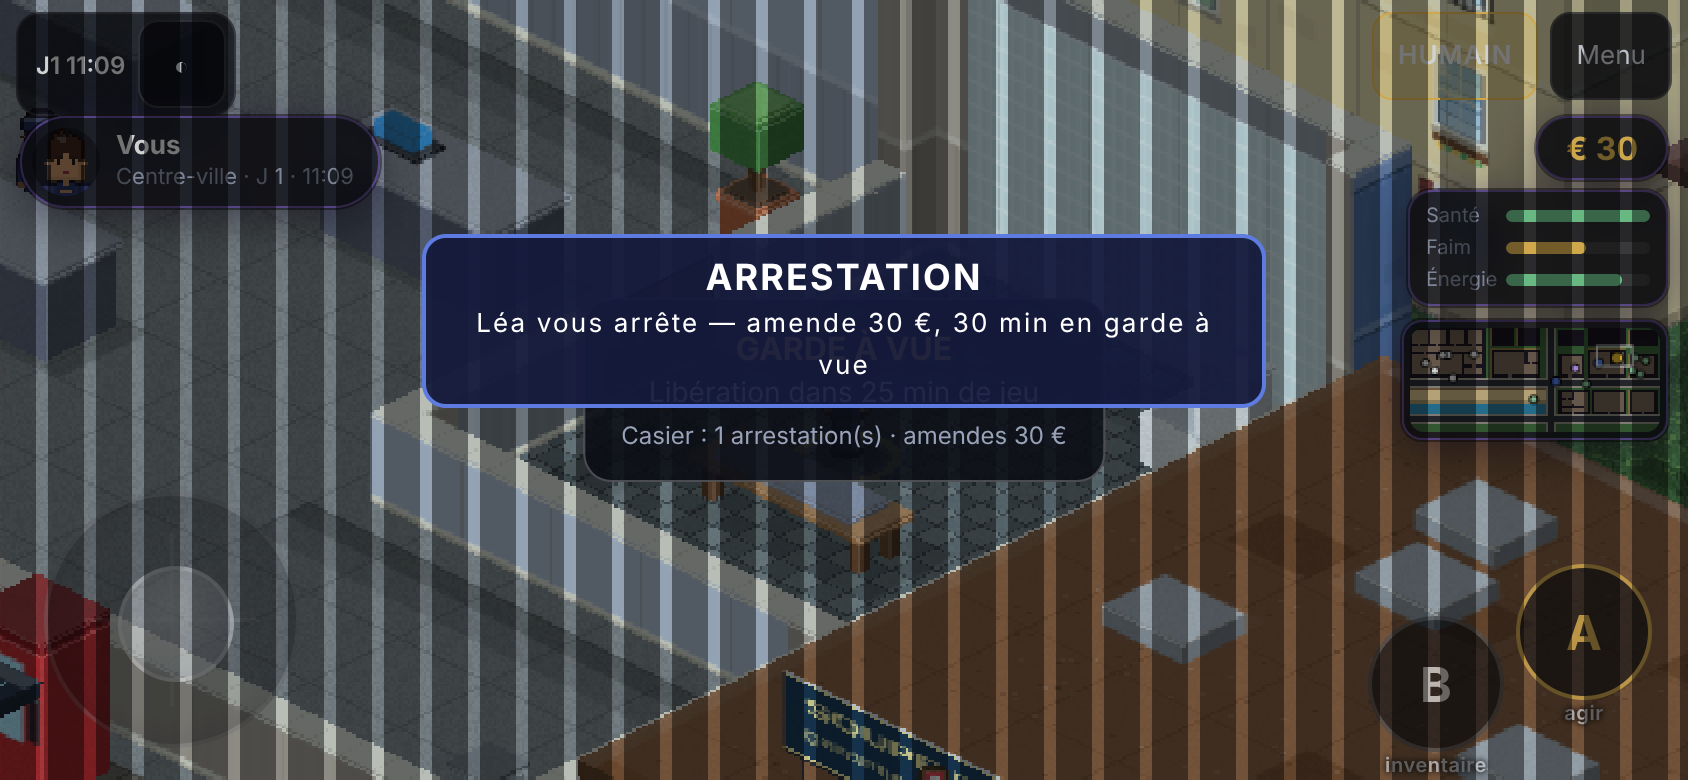 J1 11:09
HUMAIN
Menu
Vous
Centre-ville · J 1 · 11:09
€ 30
Santé
Faim
Énergie
ARRESTATION
Léa vous arrête — amende 30 €, 30 min en garde à
vue
GARDE À VUE
Libération dans 25 min de jeu
Casier : 1 arrestation(s) · amendes 30 €
A
agir
B
inventaire